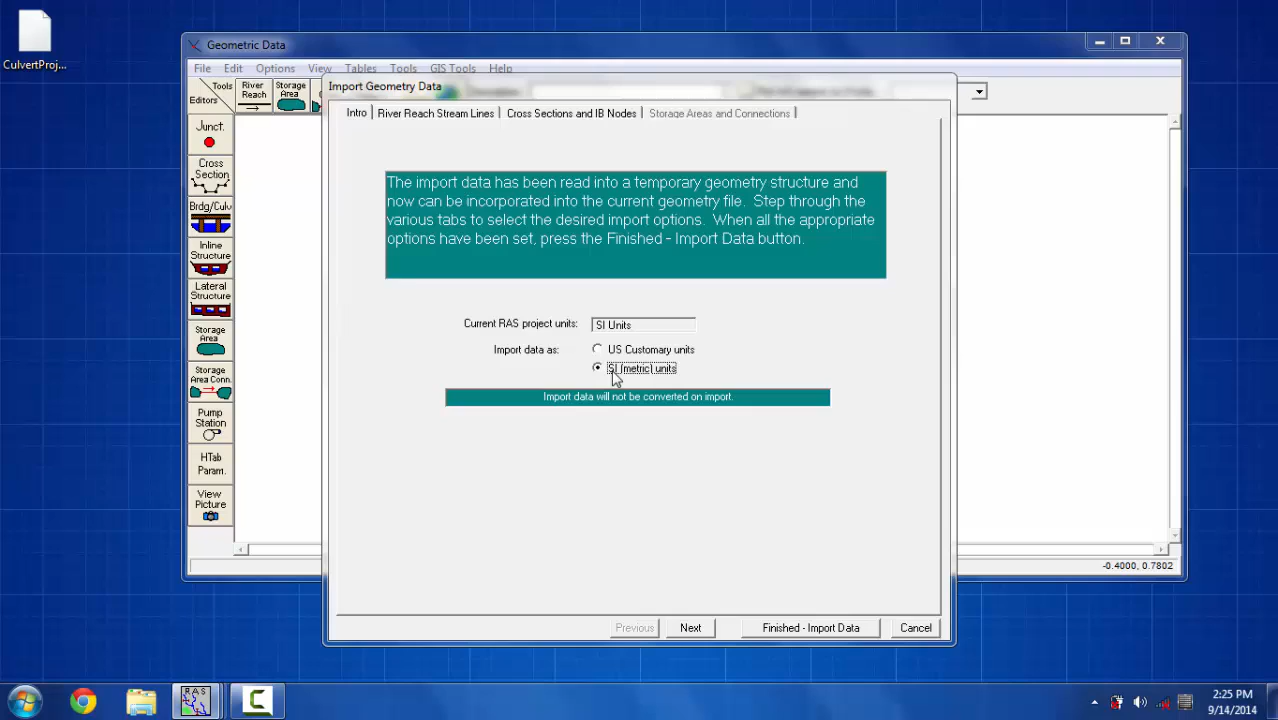 CulvertProj...
Geometric Data
File Edit Options View Tables Tools GIS Tools Help
Tools
Editors
River
Reach
Storage
Area
Import Geometry Data
Intro
River Reach Stream Lines
Cross Sections and IB Nodes
Storage Areas and Connections
Junct.
Cross
Section
Brdg/Culv
Inline
Structure
Lateral
Structure
Storage
Area
Storage
Area Conn.
Pump
Station
HTab
Param.
View
Picture
The import data has been read into a temporary geometry structure and
now can be incorporated into the current geometry file. Step through the
various tabs to select the desired import options. When all the appropriate
options have been set, press the Finished - Import Data button.
Current RAS project units: SI Units
Import data as: US Customary units
SI (metric) units
Import data will not be converted on import.
-0.4000, 0.7802
Previous Next Finished - Import Data Cancel
RAS
2:25 PM
9/14/2014